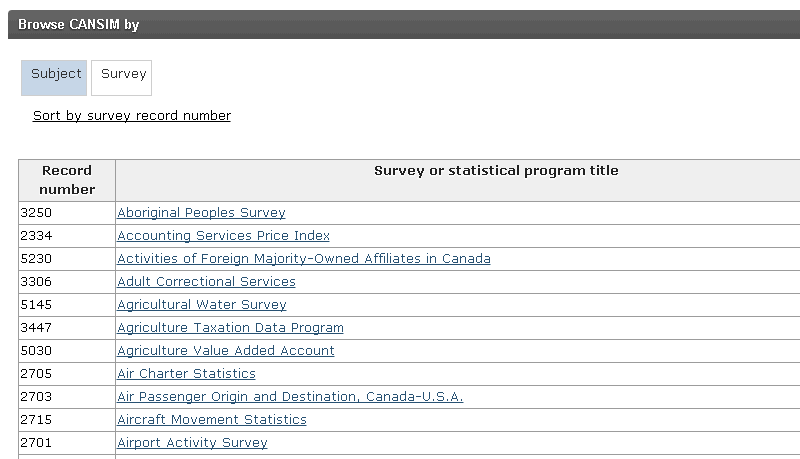 Browse CANSIM by
Subject Survey
Sort by survey record number
Record number Survey or statistical program title
3250 Aboriginal Peoples Survey
2334 Accounting Services Price Index
5230 Activities of Foreign Majority-Owned Affiliates in Canada
3306 Adult Correctional Services
5145 Agricultural Water Survey
3447 Agriculture Taxation Data Program
5030 Agriculture Value Added Account
2705 Air Charter Statistics
2703 Air Passenger Origin and Destination, Canada-U.S.A.
2715 Aircraft Movement Statistics
2701 Airport Activity Survey